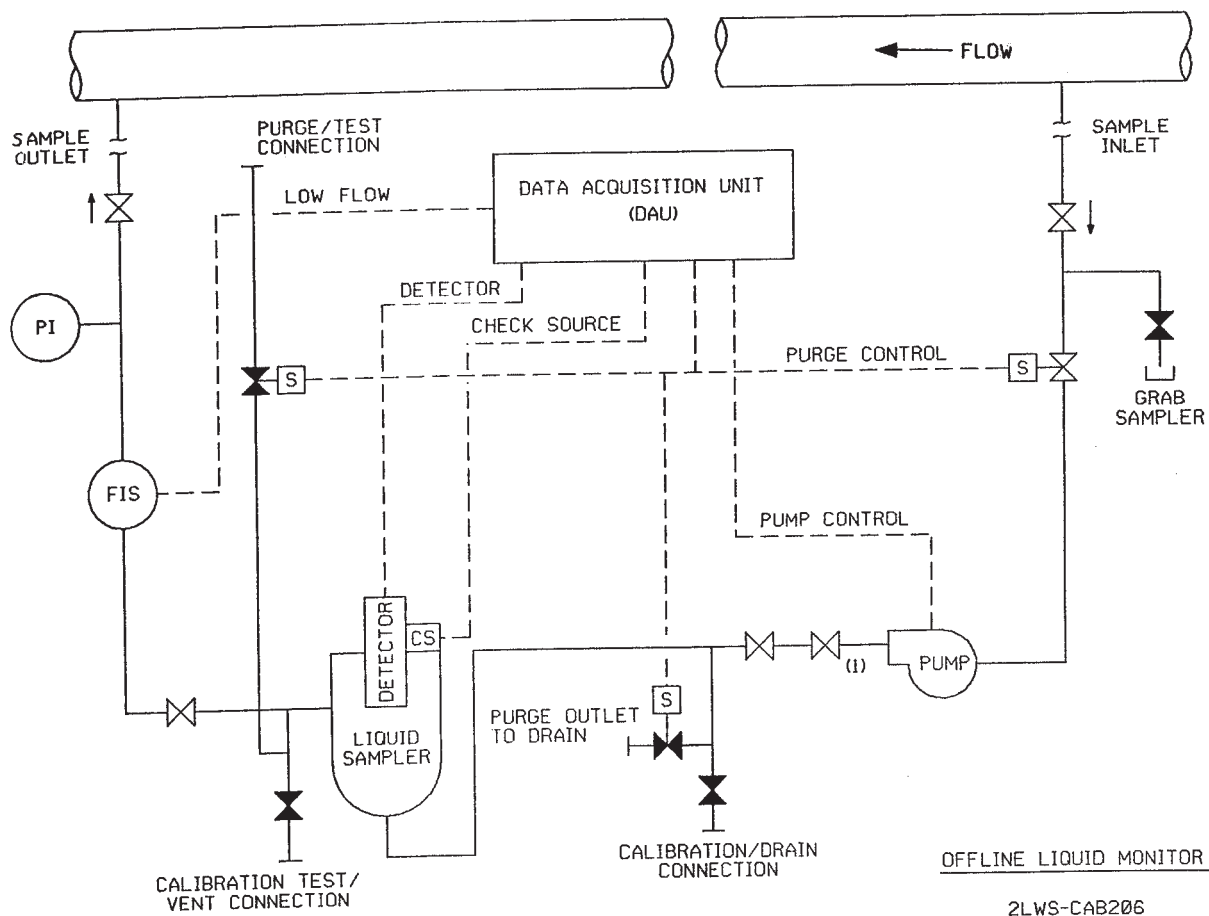 FLOW
SAMPLE
OUTLET
PURGE/TEST
CONNECTION
SAMPLE
INLET
DATA ACQUISITION UNIT
(DAU)
LOW FLOW
DETECTOR
CHECK SOURCE
PI
PURGE CONTROL
S
S
GRAB
SAMPLER
FIS
PUMP CONTROL
DETECTOR
CS
(1)
PUMP
S
PURGE OUTLET
TO DRAIN
LIQUID
SAMPLER
CALIBRATION/DRAIN
CONNECTION
CALIBRATION TEST/
VENT CONNECTION
OFFLINE LIQUID MONITOR
2LWS-CAB206